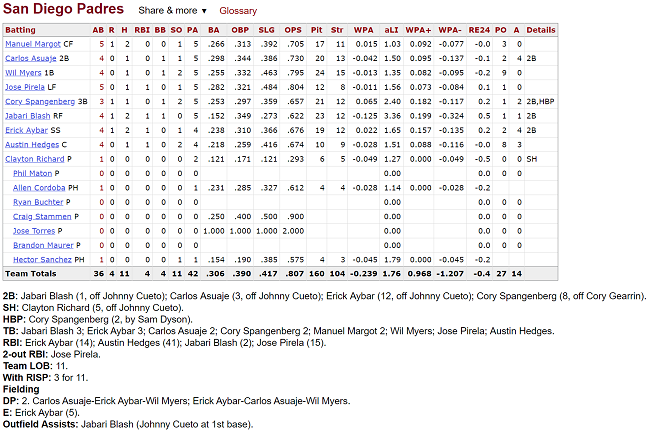 San Diego Padres Share & more ▼ Glossary
Batting AB R H RBI BB SO PA BA OBP SLG OPS Pit Str WPA aLI WPA+ WPA- RE24 PO A Details
Manuel Margot CF 5 1 2 0 0 1 5 .266 .313 .392 .705 17 11 0.015 1.03 0.092 -0.077 -0.0 3 0
Carlos Asuaje 2B 4 0 1 0 1 0 5 .298 .344 .386 .730 20 13 -0.042 1.50 0.095 -0.137 -0.1 2 4 2B
Wil Myers 1B 4 0 1 0 1 2 5 .255 .332 .463 .795 24 15 -0.013 1.35 0.082 -0.095 -0.2 9 0
Jose Pirela LF 5 0 1 1 0 0 5 .282 .321 .484 .804 12 8 -0.011 1.56 0.073 -0.084 0.1 1 0
Cory Spangenberg 3B 3 1 1 0 1 2 5 .253 .297 .359 .657 21 12 0.065 2.40 0.182 -0.117 0.2 1 2 2B,HBP
Jabari Blash RF 4 1 2 1 1 1 5 .152 .349 .273 .622 23 12 -0.125 3.36 0.199 -0.324 0.5 1 1 2B
Erick Aybar SS 4 1 2 1 0 1 4 .238 .310 .366 .676 19 12 0.022 1.65 0.157 -0.135 0.2 2 4 2B
Austin Hedges C 4 0 1 1 0 2 4 .218 .259 .416 .674 10 9 -0.028 1.51 0.088 -0.116 -0.0 8 3
Clayton Richard P 1 0 0 0 0 1 2 .121 .171 .121 .293 6 5 -0.049 1.27 0.000 -0.049 -0.5 0 0 SH
Phil Maton P 0 0 0 0 0 0 0 0.00 0 0
Allen Cordoba PH 1 0 0 0 0 0 1 .231 .285 .327 .612 4 4 -0.028 1.14 0.000 -0.028 -0.2
Ryan Buchter P 0 0 0 0 0 0 0 0.00 0 0
Craig Stammen P 0 0 0 0 0 0 0 .250 .400 .500 .900 0.00 0 0
Jose Torres P 0 0 0 0 0 0 0 1.000 1.000 1.000 2.000 0.00 0 0
Brandon Maurer P 0 0 0 0 0 0 0 0.00 0 0
Hector Sanchez PH 1 0 0 0 0 1 1 .154 .190 .385 .575 4 3 -0.045 1.79 0.000 -0.045 -0.2
Team Totals 36 4 11 4 4 11 42 .306 .390 .417 .807 160 104 -0.239 1.76 0.968 -1.207 -0.4 27 14
2B: Jabari Blash (1, off Johnny Cueto); Carlos Asuaje (3, off Johnny Cueto); Erick Aybar (12, off Johnny Cueto); Cory Spangenberg (8, off Cory Gearrin).
SH: Clayton Richard (5, off Johnny Cueto).
HBP: Cory Spangenberg (2, by Sam Dyson).
TB: Jabari Blash 3; Erick Aybar 3; Carlos Asuaje 2; Cory Spangenberg 2; Manuel Margot 2; Wil Myers; Jose Pirela; Austin Hedges.
RBI: Erick Aybar (14); Austin Hedges (41); Jabari Blash (2); Jose Pirela (15).
2-out RBI: Jose Pirela.
Team LOB: 11.
With RISP: 3 for 11.
Fielding
DP: 2. Carlos Asuaje-Erick Aybar-Wil Myers; Erick Aybar-Carlos Asuaje-Wil Myers.
E: Erick Aybar (5).
Outfield Assists: Jabari Blash (Johnny Cueto at 1st base).